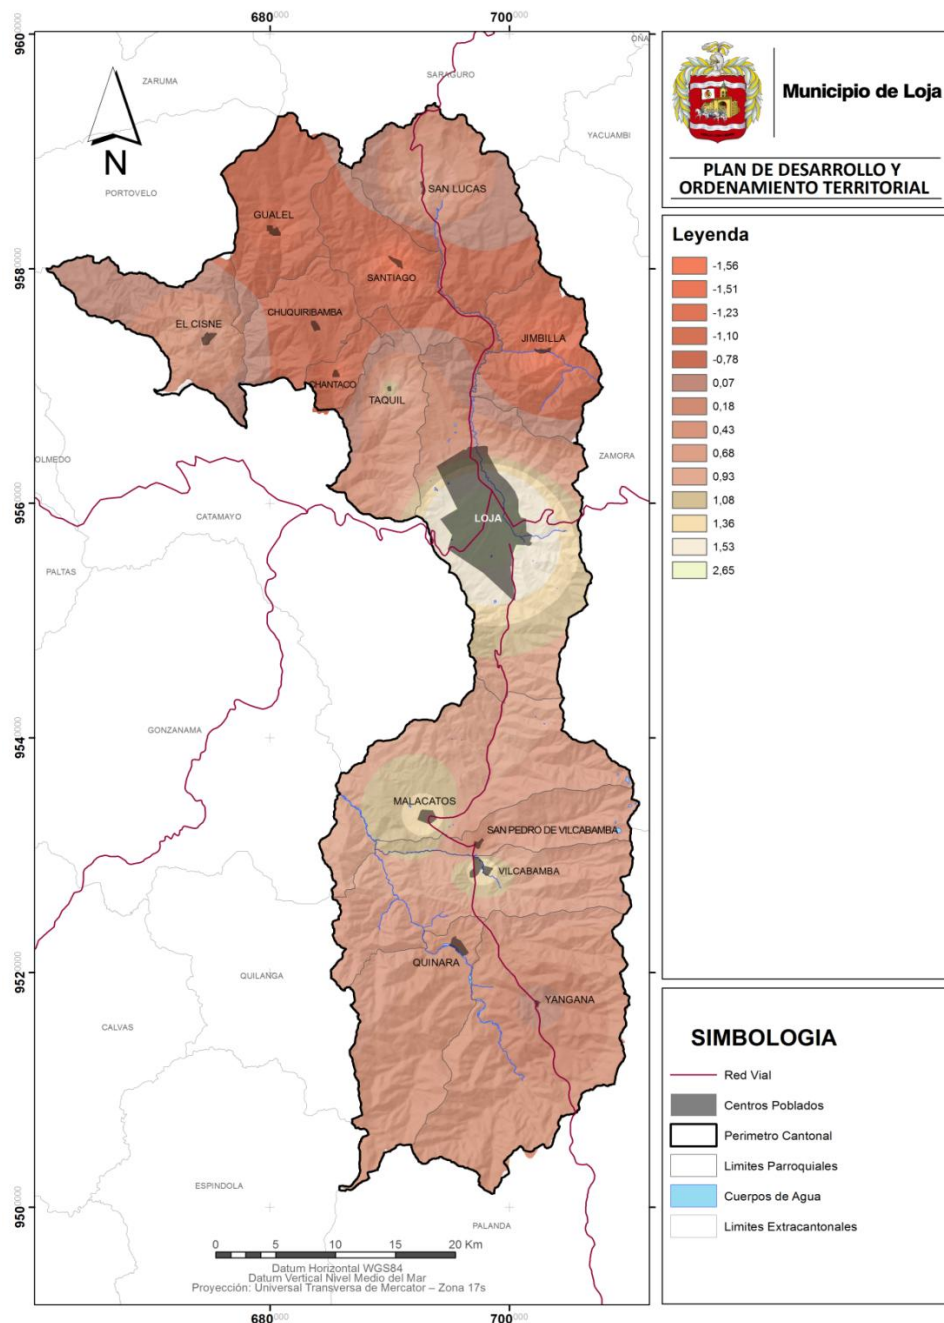 680000
700000
960 0000
OÑA
SARAGURO
ZARUMA
YACUAMBI
N
PORTOVELO
SAN LUCAS
GUALEL
958 0000
SANTIAGO
CHUQUIRIBAMBA
EL CISNE
JIMBILLA
CHANTACO
TAQUIL
OLMEDO
ZAMORA
956 0000
CATAMAYO
LOJA
PALTAS
954 0000
GONZANAMA
MALACATOS
SAN PEDRO DE VILCABAMBA
VILCABAMBA
QUINARA
952 0000
QUILANGA
YANGANA
CALVAS
ESPINDOLA
950 0000
PALANDA
0 5 10 15 20 Km
Datum Horizontal WGS84
Datum Vertical Nivel Medio del Mar
Proyección: Universal Transversa de Mercator – Zona 17s
680000
700000
Municipio de Loja
PLAN DE DESARROLLO Y
ORDENAMIENTO TERRITORIAL
Leyenda
-1,56
-1,51
-1,23
-1,10
-0,78
0,07
0,18
0,43
0,68
0,93
1,08
1,36
1,53
2,65
SIMBOLOGIA
Red Vial
Centros Poblados
Perimetro Cantonal
Limites Parroquiales
Cuerpos de Agua
Limites Extracantonales